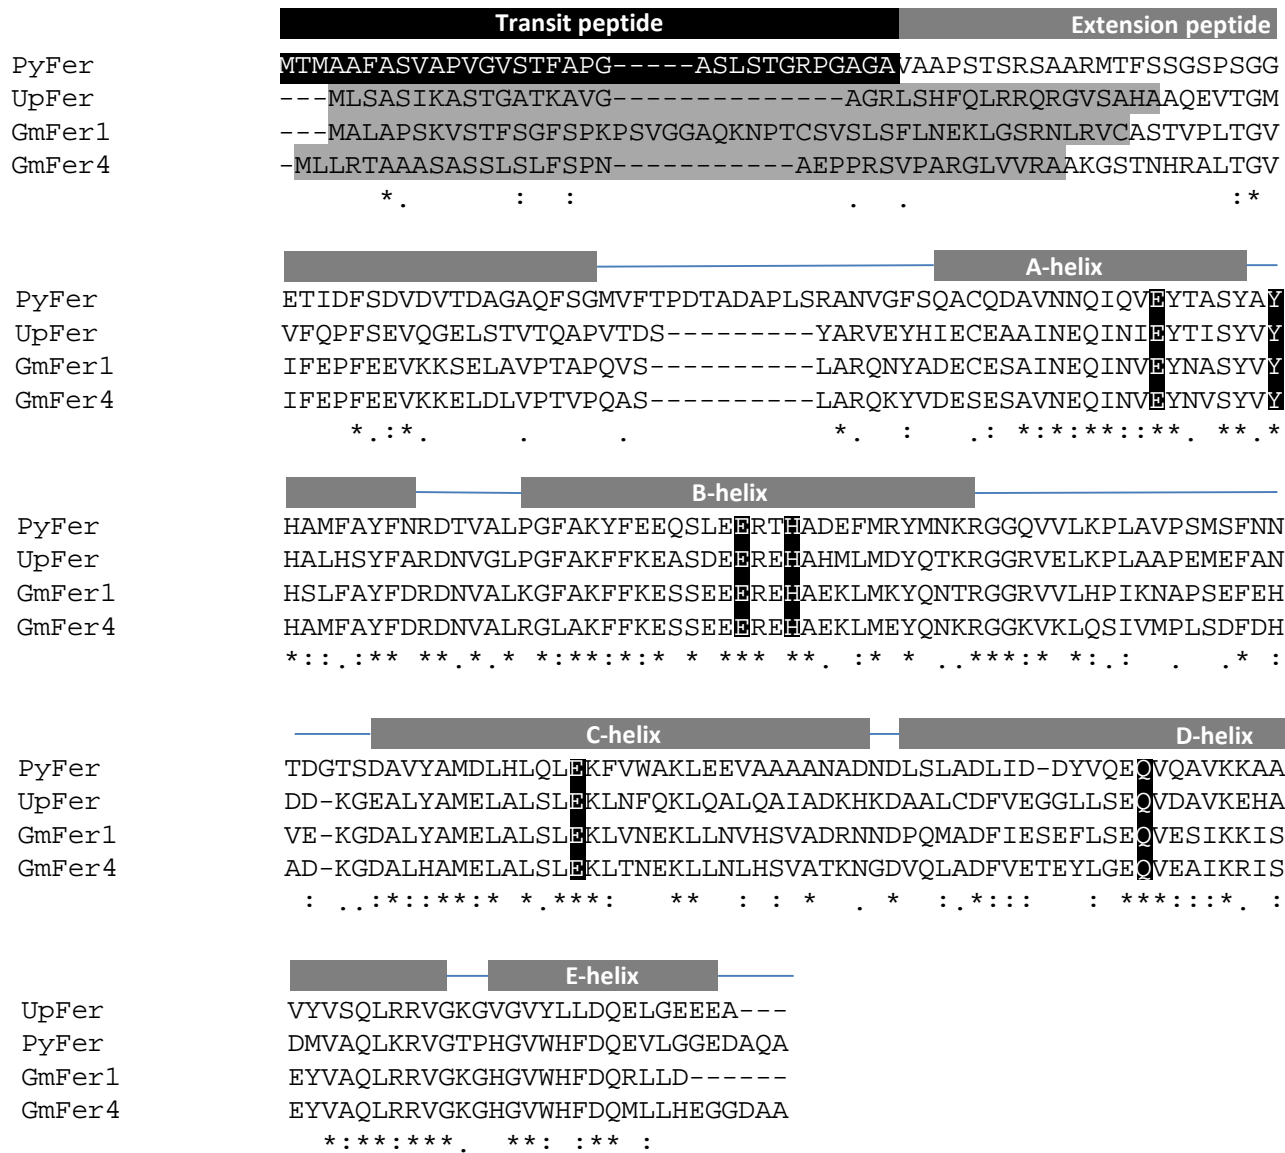 Transit peptide Extension peptide
PyFer MTMAAFASVAPVGVSTFAPG-----ASLSTGRPGAGAVAAPSTSRSAARMTFSSGSPSGG
UpFer ---MLSASIKASTGATKAVG--------------AGRLSHFQLRRQRGVSAHAAQEVTGM
GmFer1 ---MALAPSKVSTFSGFSPKPSVGGAQKNPTCSVSLSFLNEKLGSRNLRVCASTVPLTGV
GmFer4 -MLLRTAAASASSLSLFSPN-----------AEPPRSVPARGLVVRAAKGSTNHRALTGV
*. : : . . :*
A-helix
PyFer ETIDFSDVDVTDAGAQFSGMVFTPDTADAPLSRANVGFSQACQDAVNNQIQVEYTASYAY
UpFer VFQPFSEVQGELSTVTQAPVTDS---------YARVEYHIECEAAINEQINIEYTISYVY
GmFer1 IFEPFEEVKKSELAVPTAPQVS----------LARQNYADECESAINEQINVEYNASYVY
GmFer4 IFEPFEEVKKELDLVPTVPQAS----------LARQKYVDESESAVNEQINVEYNVSYVY
*.:*. . . *. : .: *:*:**::**. **.*
B-helix
PyFer HAMFAYFNRDTVALPGFAKYFEEQSLEERTHADEFMRYMNKRGGQVVLKPLAVPSMSFNN
UpFer HALHSYFARDNVGLPGFAKFFKEASDEEREHAHMLMDYQTKRGGRVELKPLAAPEMEFAN
GmFer1 HSLFAYFDRDNVALKGFAKFFKESSEEEREHAEKLMKYQNTRGGRVVLHPIKNAPSEFEH
GmFer4 HAMFAYFDRDNVALRGLAKFFKESSEEEREHAEKLMEYQNKRGGKVKLQSIVMPLSDFDH
*::.:** **.*.* *:**:*:* * *** **. :* * ..***:* *:.: . .* :
C-helix D-helix
PyFer TDGTSDAVYAMDLHLQLEKFVWAKLEEVAAAANADNDLSLADLID-DYVQEQVQAVKKAA
UpFer DD-KGEALYAMELALSLEKLNFQKLQALQAIADKHKDAALCDFVEGGLLSEQVDAVKEHA
GmFer1 VE-KGDALYAMELALSLEKLVNEKLLNVHSVADRNNDPQMADFIESEFLSEQVESIKKIS
GmFer4 AD-KGDALHAMELALSLEKLTNEKLLNLHSVATKNGDVQLADFVETEYLGEQVEAIKRIS
: ..:*::**:* *.***: ** : : * . * :.*::: : ***:::*. :
E-helix
UpFer VYVSQLRRVGKGVGVYLLDQELGEEEA---
PyFer DMVAQLKRVGTPHGVWHFDQEVLGGEDAQA
GmFer1 EYVAQLRRVGKGHGVWHFDQRLLD------
GmFer4 EYVAQLRRVGKGHGVWHFDQMLLHEGGDAA
*:**:***. **: :** :